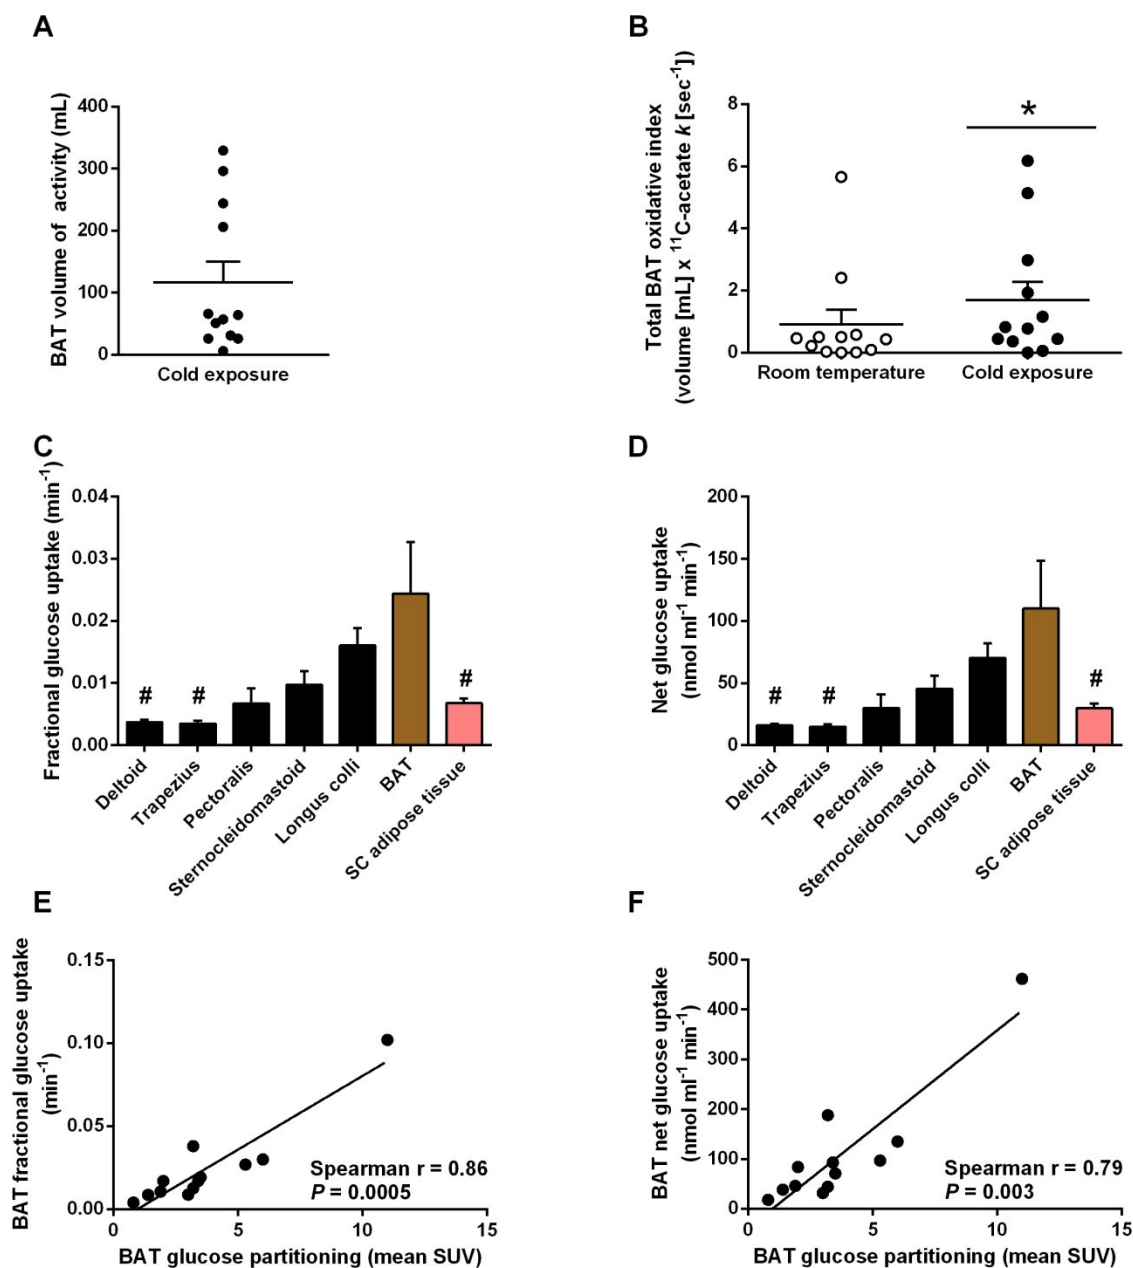 A
BAT volume of activity (mL)
400
300
200
100
0
Cold exposure
B
Total BAT oxidative index
(volume [mL] x ¹¹C-acetate k [sec⁻¹])
8
6
4
2
0
*
Room temperature
Cold exposure
C
Fractional glucose uptake (min⁻¹)
0.04
0.03
0.02
0.01
0.00
#
#
#
Deltoid
Trapezius
Pectoralis
Sternocleidomastoid
Longus colli
BAT
SC adipose tissue
D
Net glucose uptake
(nmol ml⁻¹ min⁻¹)
200
150
100
50
0
#
#
#
Deltoid
Trapezius
Pectoralis
Sternocleidomastoid
Longus colli
BAT
SC adipose tissue
E
BAT fractional glucose uptake
(min⁻¹)
0.15
0.10
0.05
0.00
Spearman r = 0.86
P = 0.0005
0
5
10
15
BAT glucose partitioning (mean SUV)
F
BAT net glucose uptake
(nmol ml⁻¹ min⁻¹)
500
400
300
200
100
0
Spearman r = 0.79
P = 0.003
0
5
10
15
BAT glucose partitioning (mean SUV)